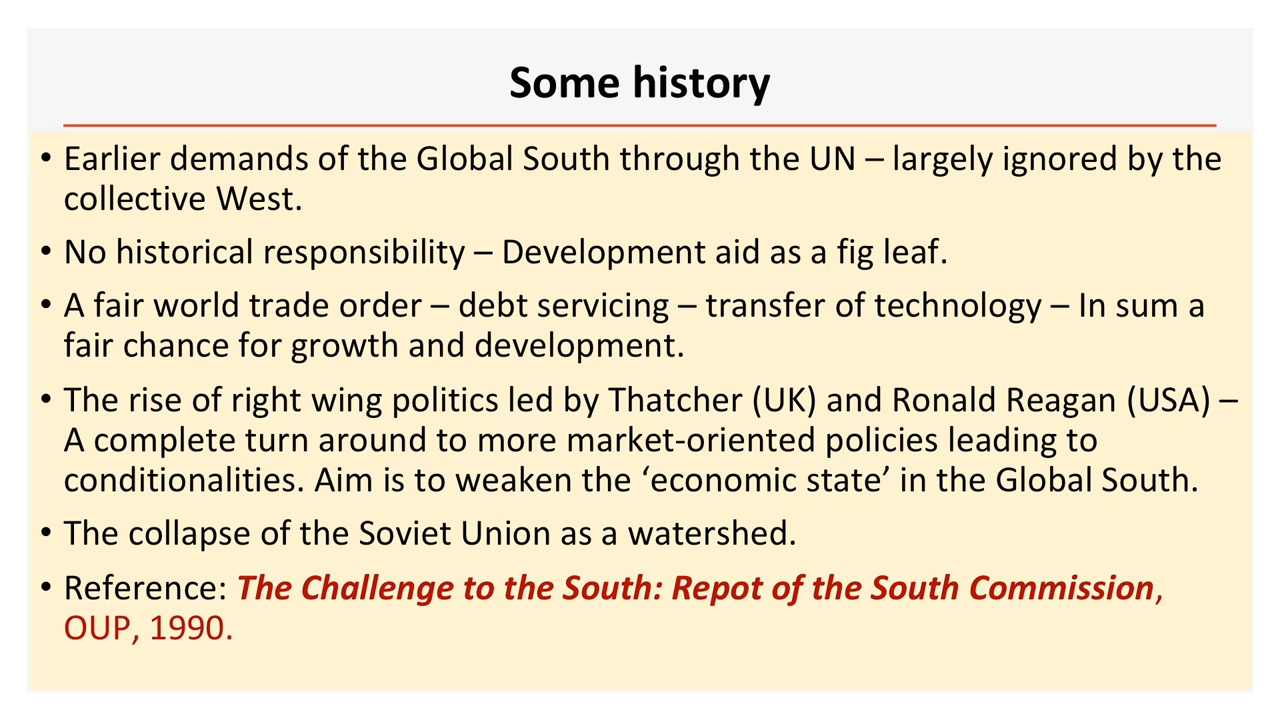 Some history
• Earlier demands of the Global South through the UN – largely ignored by the
collective West.
• No historical responsibility – Development aid as a fig leaf.
• A fair world trade order – debt servicing – transfer of technology – In sum a
fair chance for growth and development.
• The rise of right wing politics led by Thatcher (UK) and Ronald Reagan (USA) –
A complete turn around to more market-oriented policies leading to
conditionalities. Aim is to weaken the ‘economic state’ in the Global South.
• The collapse of the Soviet Union as a watershed.
• Reference: The Challenge to the South: Repot of the South Commission,
OUP, 1990.